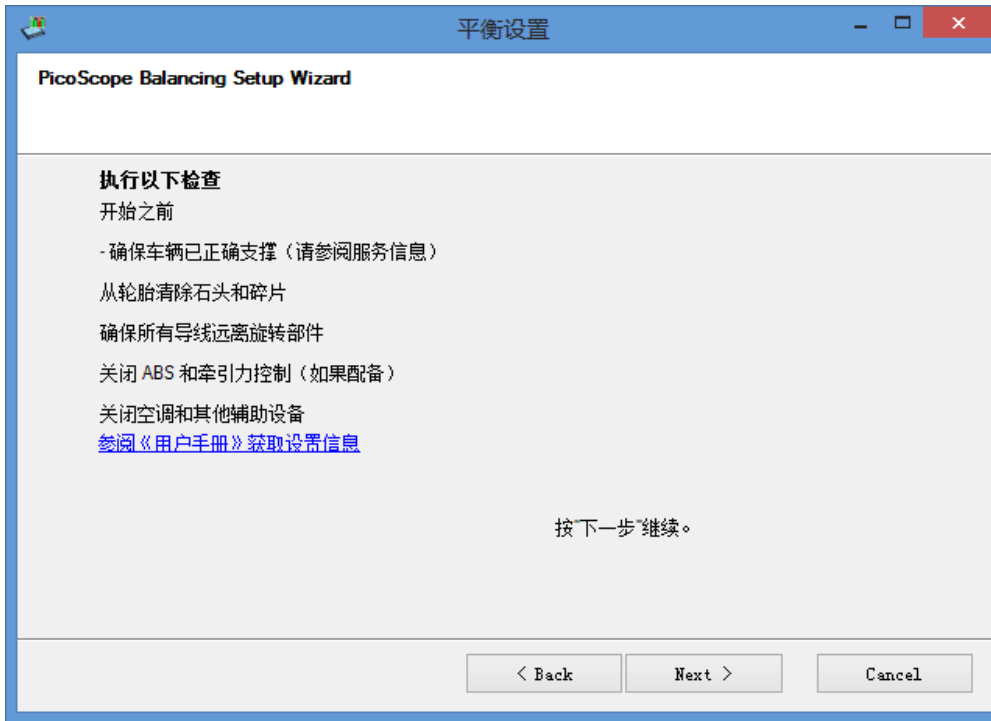 平衡设置
PicoScope Balancing Setup Wizard
执行以下检查
开始之前
- 确保车辆已正确支撑（请参阅服务信息）
从轮胎清除石头和碎片
确保所有导线远离旋转部件
关闭 ABS 和牵引力控制（如果配备）
关闭空调和其他辅助设备
参阅《用户手册》获取设置信息
按"下一步"继续。
< Back
Next >
Cancel